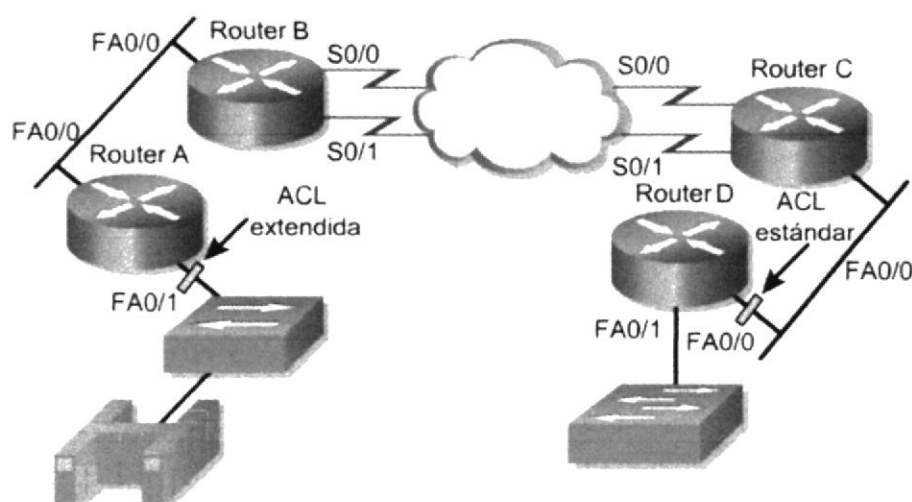 FA0/0
Router B
S0/0
S0/0
Router C
FA0/0
Router A
S0/1
S0/1
Router D
ACL
extendida
ACL
estándar
FA0/1
FA0/0
FA0/1
FA0/0